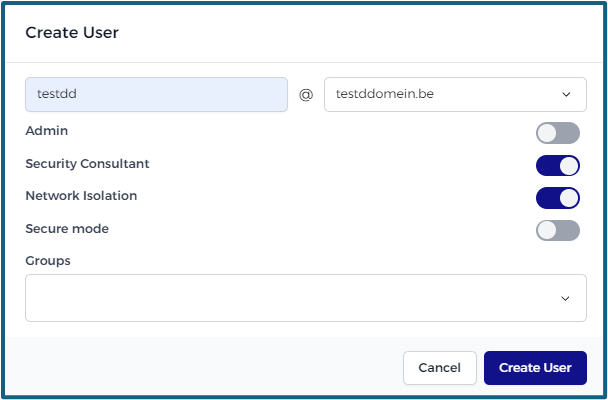 Create User
testdd @ testddomein.be
Admin
Security Consultant
Network Isolation
Secure mode
Groups
Cancel Create User